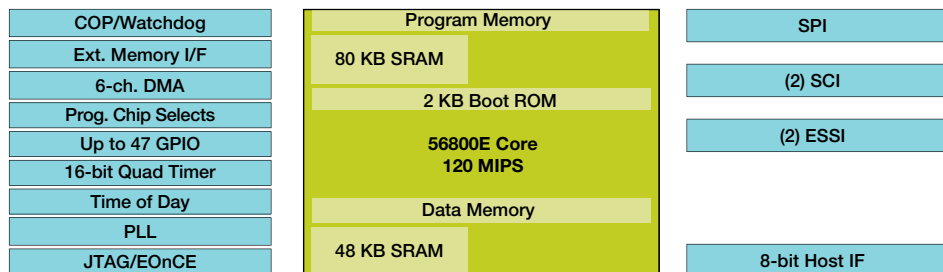 COP/Watchdog
Ext. Memory I/F
6-ch. DMA
Prog. Chip Selects
Up to 47 GPIO
16-bit Quad Timer
Time of Day
PLL
JTAG/EOnCE
Program Memory
80 KB SRAM
2 KB Boot ROM
56800E Core
120 MIPS
Data Memory
48 KB SRAM
SPI
(2) SCI
(2) ESSI
8-bit Host IF